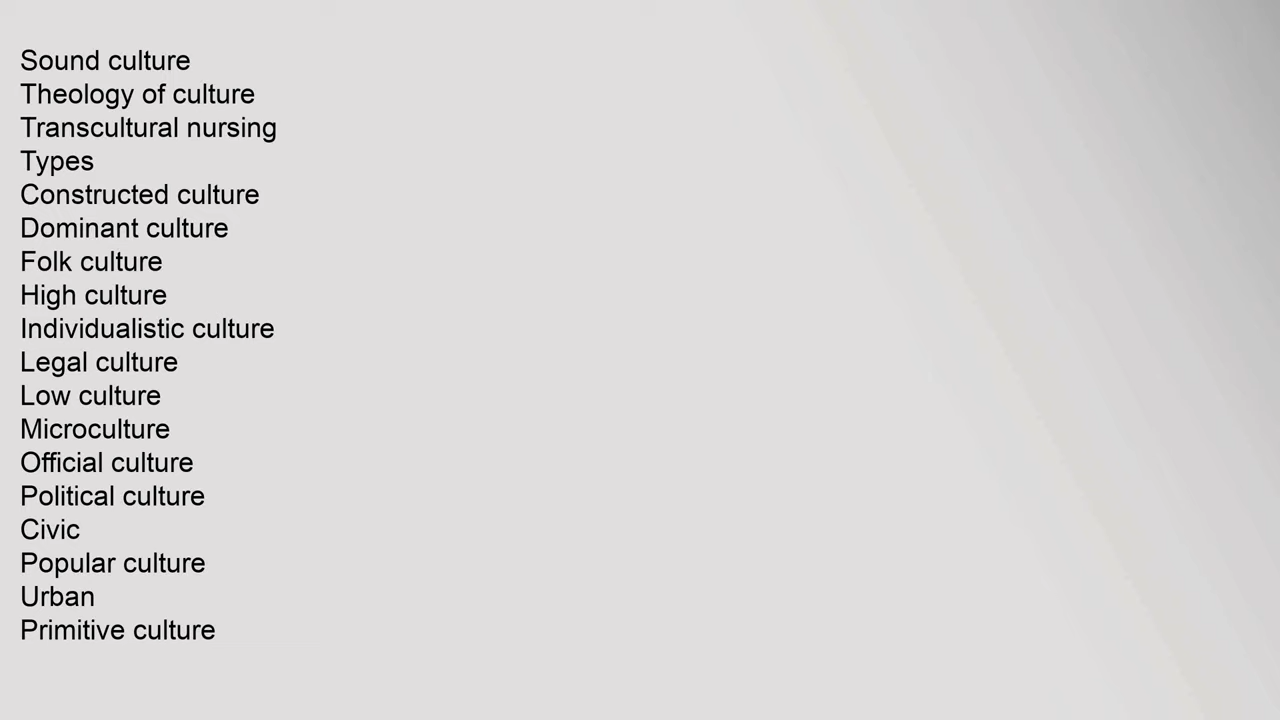 Sound culture
Theology of culture
Transcultural nursing
Types
Constructed culture
Dominant culture
Folk culture
High culture
Individualistic culture
Legal culture
Low culture
Microculture
Official culture
Political culture
Civic
Popular culture
Urban
Primitive culture